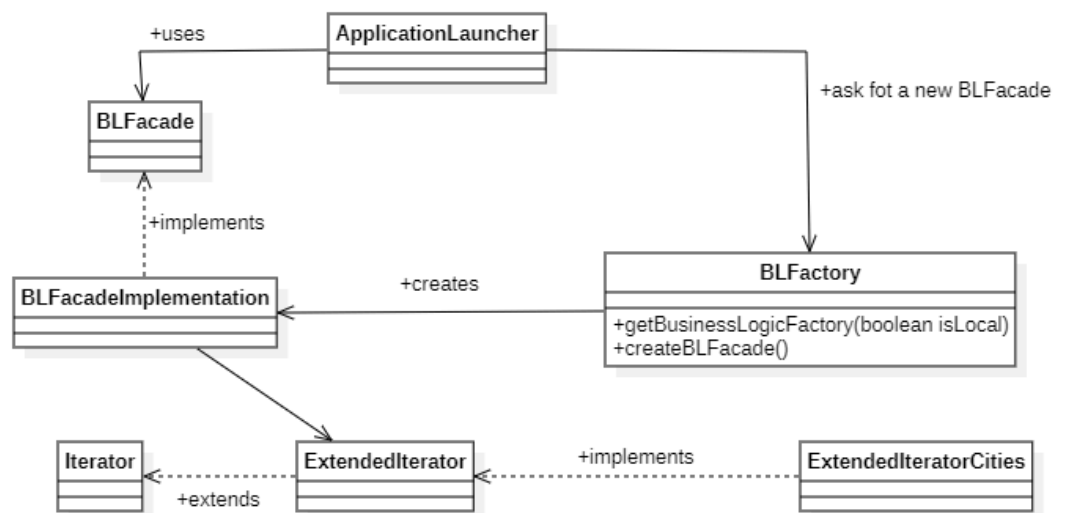 ApplicationLauncher
+uses
+ask fot a new BLFacade
BLFacade
+implements
BLFactory
+getBusinessLogicFactory(boolean isLocal)
+createBLFacade()
+creates
BLFacadeImplementation
Iterator
+extends
ExtendedIterator
+implements
ExtendedIteratorCities